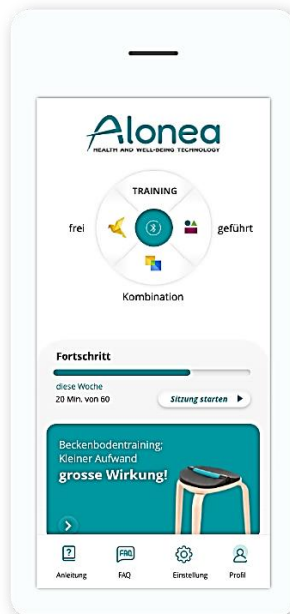 Alonea
HEALTH AND WELL-BEING TECHNOLOGY
TRAINING
frei
geführt
Kombination
Fortschritt
diese Woche
20 Min. von 60
Sitzung starten
Beckenbodentraining;
Kleiner Aufwand
grosse Wirkung!
?
FAQ
Anleitung FAQ Einstellung Profil